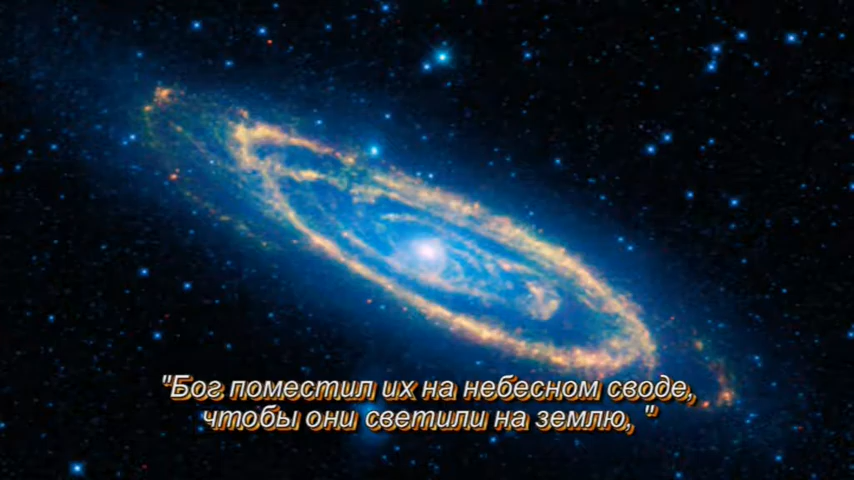 "Бог поместил их на небесном своде,
чтобы они светили на землю, "